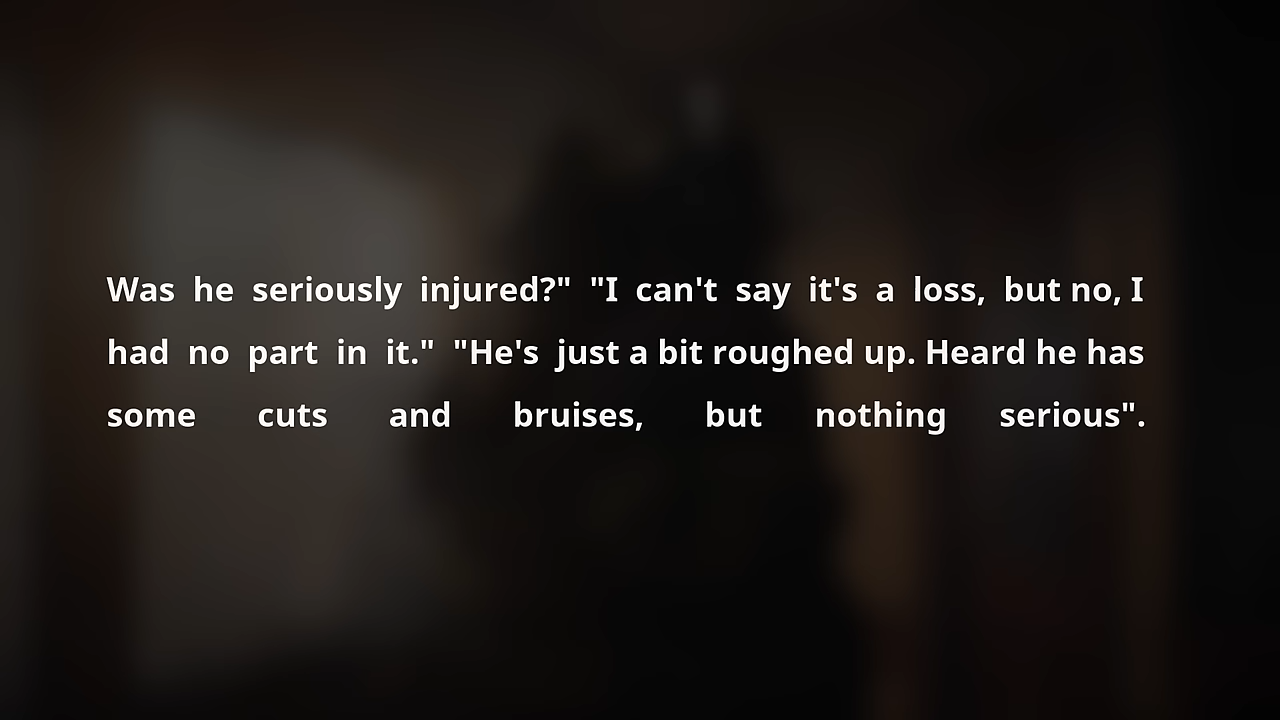 Was he seriously injured?" "I can't say it's a loss, but no, I
had no part in it." "He's just a bit roughed up. Heard he has
some cuts and bruises, but nothing serious".